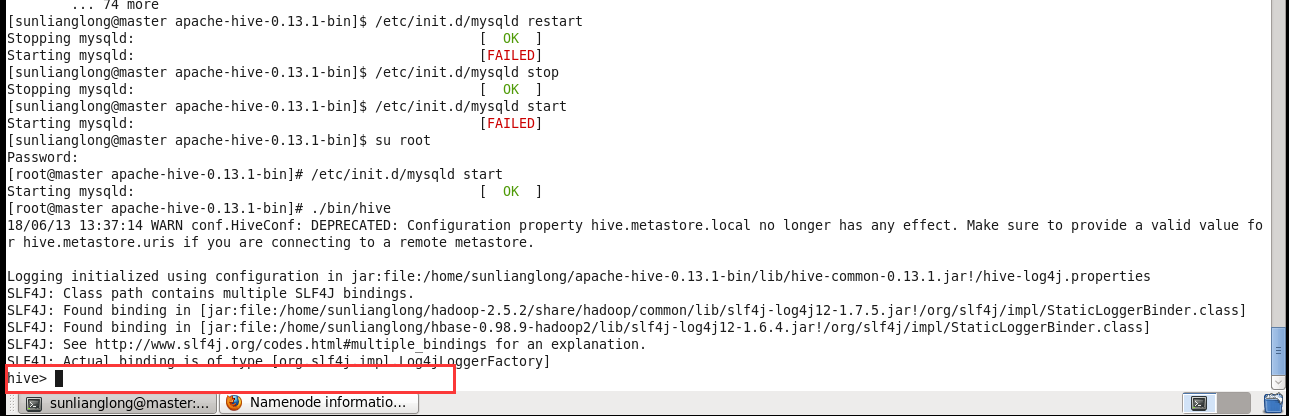 ... 74 more
[sunlianglong@master apache-hive-0.13.1-bin]$ /etc/init.d/mysqld restart
Stopping mysqld:                                           [  OK  ]
Starting mysqld:                                           [FAILED]
[sunlianglong@master apache-hive-0.13.1-bin]$ /etc/init.d/mysqld stop
Stopping mysqld:                                           [  OK  ]
[sunlianglong@master apache-hive-0.13.1-bin]$ /etc/init.d/mysqld start
Starting mysqld:                                           [FAILED]
[sunlianglong@master apache-hive-0.13.1-bin]$ su root
Password:
[root@master apache-hive-0.13.1-bin]# /etc/init.d/mysqld start
Starting mysqld:                                           [  OK  ]
[root@master apache-hive-0.13.1-bin]# ./bin/hive
18/06/13 13:37:14 WARN conf.HiveConf: DEPRECATED: Configuration property hive.metastore.local no longer has any effect. Make sure to provide a valid value fo
r hive.metastore.uris if you are connecting to a remote metastore.
Logging initialized using configuration in jar:file:/home/sunlianglong/apache-hive-0.13.1-bin/lib/hive-common-0.13.1.jar!/hive-log4j.properties
SLF4J: Class path contains multiple SLF4J bindings.
SLF4J: Found binding in [jar:file:/home/sunlianglong/hadoop-2.5.2/share/hadoop/common/lib/slf4j-log4j12-1.7.5.jar!/org/slf4j/impl/StaticLoggerBinder.class]
SLF4J: Found binding in [jar:file:/home/sunlianglong/hbase-0.98.9-hadoop2/lib/slf4j-log4j12-1.6.4.jar!/org/slf4j/impl/StaticLoggerBinder.class]
SLF4J: See http://www.slf4j.org/codes.html#multiple_bindings for an explanation.
SLF4J: Actual binding is of type [org.slf4j.impl.Log4jLoggerFactory]
hive>
sunlianglong@master:... Namenode informatio...